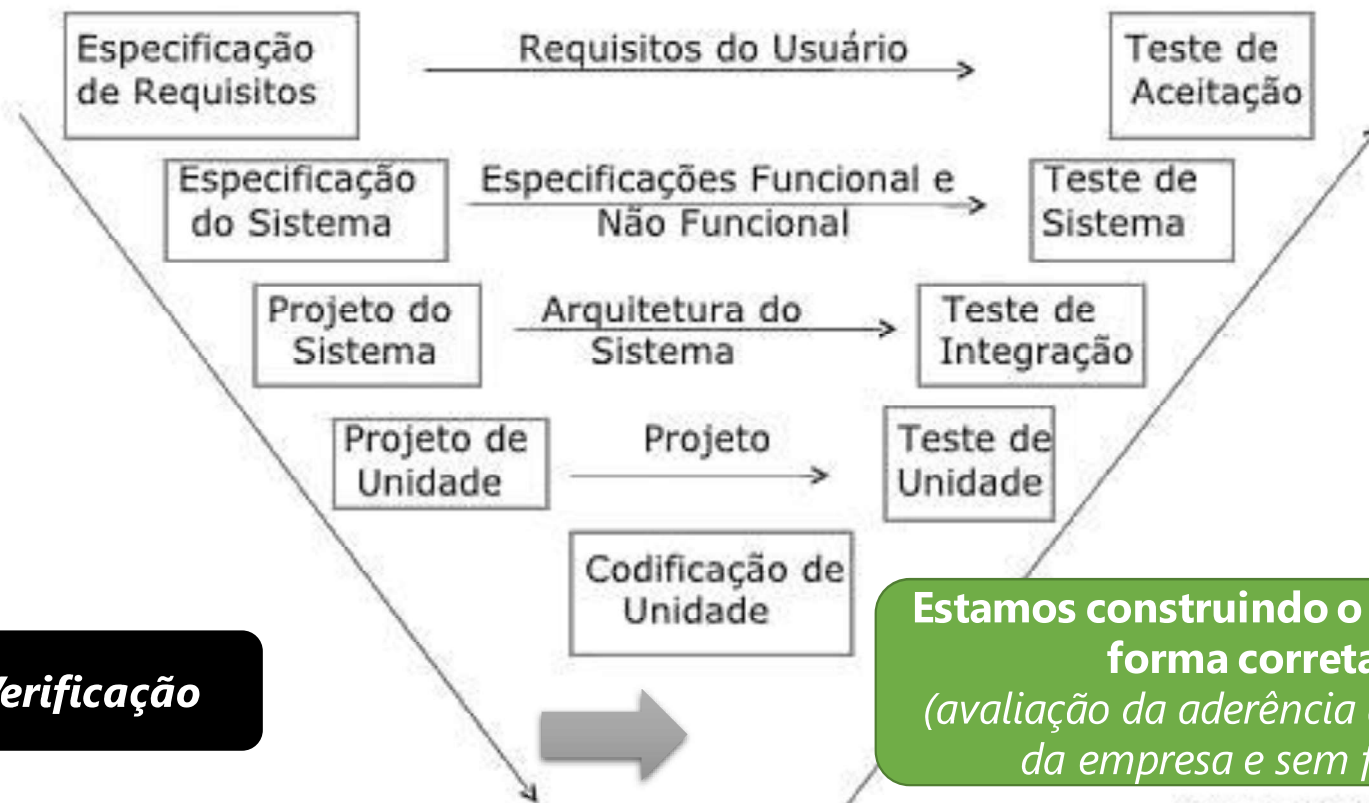 Especificação
de Requisitos
Requisitos do Usuário
Teste de
Aceitação
Especificação
do Sistema
Especificações Funcional e
Não Funcional
Teste de
Sistema
Projeto do
Sistema
Arquitetura do
Sistema
Teste de
Integração
Projeto de
Unidade
Projeto
Teste de
Unidade
Codificação de
Unidade
erificação
Estamos construindo o
forma correta
(avaliação da aderência
da empresa e sem